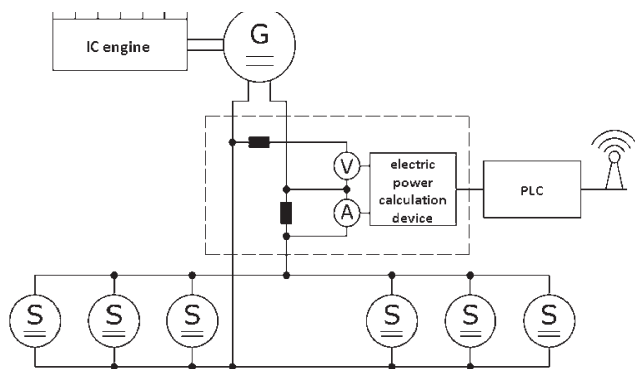 IC engine
G
V
A
electric
power
calculation
device
PLC
S
S
S
S
S
S